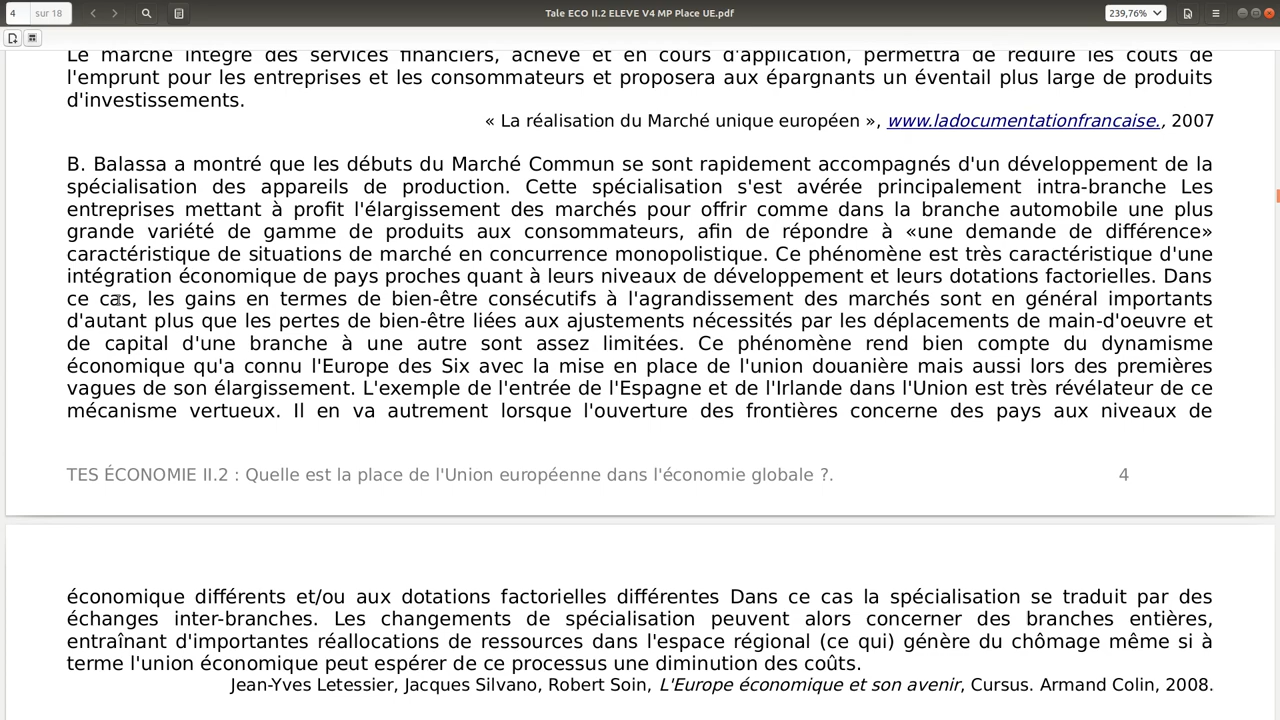 4 sur 18
Tale ECO II.2 ELEVE V4 MP Place UE.pdf
239,76%
Le marché intégré des services financiers, achevé et en cours d'application, permettra de réduire les coûts de
l'emprunt pour les entreprises et les consommateurs et proposera aux épargnants un éventail plus large de produits
d'investissements.
« La réalisation du Marché unique européen », www.ladocumentationfrancaise., 2007
B. Balassa a montré que les débuts du Marché Commun se sont rapidement accompagnés d'un développement de la
spécialisation des appareils de production. Cette spécialisation s'est avérée principalement intra-branche Les
entreprises mettant à profit l'élargissement des marchés pour offrir comme dans la branche automobile une plus
grande variété de gamme de produits aux consommateurs, afin de répondre à «une demande de différence»
caractéristique de situations de marché en concurrence monopolistique. Ce phénomène est très caractéristique d'une
intégration économique de pays proches quant à leurs niveaux de développement et leurs dotations factorielles. Dans
ce cas, les gains en termes de bien-être consécutifs à l'agrandissement des marchés sont en général importants
d'autant plus que les pertes de bien-être liées aux ajustements nécessités par les déplacements de main-d'oeuvre et
de capital d'une branche à une autre sont assez limitées. Ce phénomène rend bien compte du dynamisme
économique qu'a connu l'Europe des Six avec la mise en place de l'union douanière mais aussi lors des premières
vagues de son élargissement. L'exemple de l'entrée de l'Espagne et de l'Irlande dans l'Union est très révélateur de ce
mécanisme vertueux. Il en va autrement lorsque l'ouverture des frontières concerne des pays aux niveaux de
TES ÉCONOMIE II.2 : Quelle est la place de l'Union européenne dans l'économie globale ?. 4
économique différents et/ou aux dotations factorielles différentes Dans ce cas la spécialisation se traduit par des
échanges inter-branches. Les changements de spécialisation peuvent alors concerner des branches entières,
entraînant d'importantes réallocations de ressources dans l'espace régional (ce qui) génère du chômage même si à
terme l'union économique peut espérer de ce processus une diminution des coûts.
Jean-Yves Letessier, Jacques Silvano, Robert Soin, L'Europe économique et son avenir, Cursus. Armand Colin, 2008.